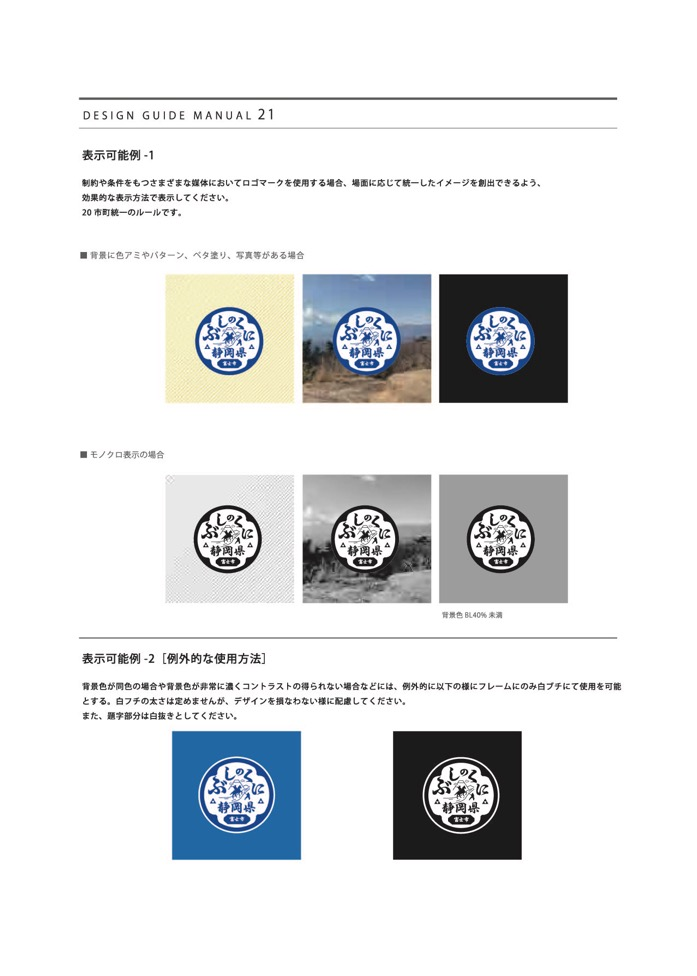 DESIGN GUIDE MANUAL 21
表示可能例 -1
制約や条件をもつさまざまな媒体においてロゴマークを使用する場合、場面に応じて統一したイメージを創出できるよう、
効果的な表示方法で表示してください。
20 市町統一のルールです。
■ 背景に色アミやパターン、ベタ塗り、写真等がある場合
しのくに ぶ
静岡県
富士市
しのくに ぶ
静岡県
富士市
しのくに ぶ
静岡県
富士市
■ モノクロ表示の場合
しのくに ぶ
静岡県
富士市
しのくに ぶ
静岡県
富士市
しのくに ぶ
静岡県
富士市
背景色 BL40% 未満
表示可能例 -2［例外的な使用方法］
背景色が同色の場合や背景色が非常に濃くコントラストの得られない場合などには、例外的に以下の様にフレームにのみ白プチにて使用を可能
とする。白フチの太さは定めませんが、デザインを損なわない様に配慮してください。
また、題字部分は白抜きとしてください。
しのくに ぶ
静岡県
富士市
しのくに ぶ
静岡県
富士市